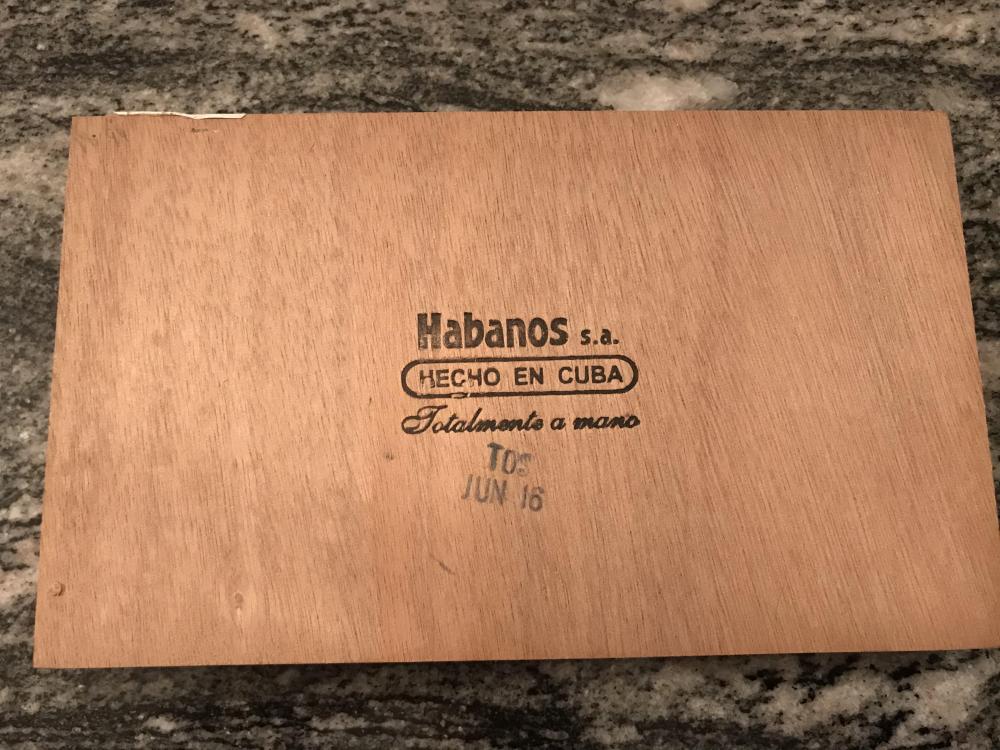 Habanos s.a.
HECHO EN CUBA
Totalmente a mano
TOS
JUN 16